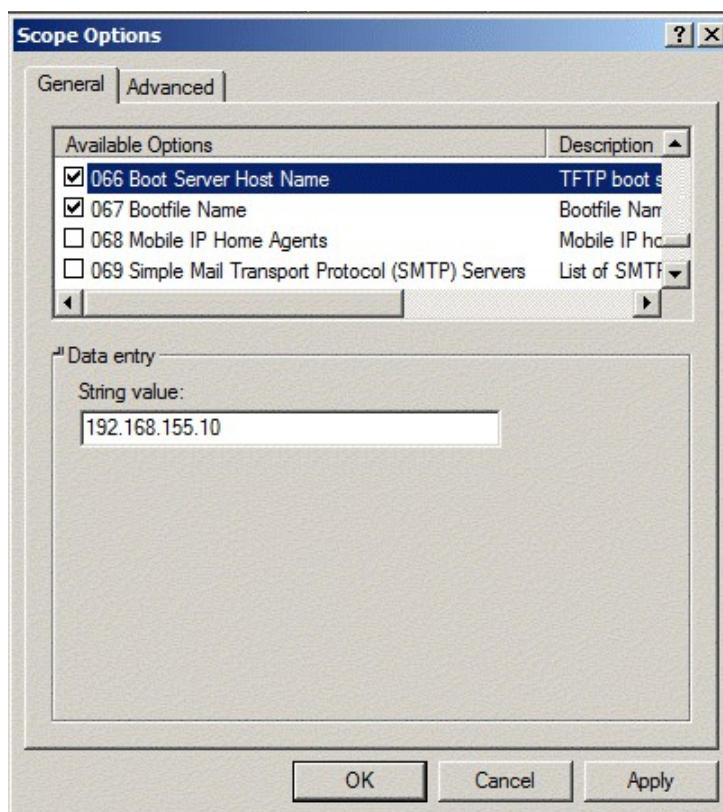 Scope Options
General Advanced
Available Options Description
066 Boot Server Host Name TFTP boot s
067 Bootfile Name Bootfile Nam
068 Mobile IP Home Agents Mobile IP ho
069 Simple Mail Transport Protocol (SMTP) Servers List of SMTF
Data entry
String value:
192.168.155.10
OK Cancel Apply